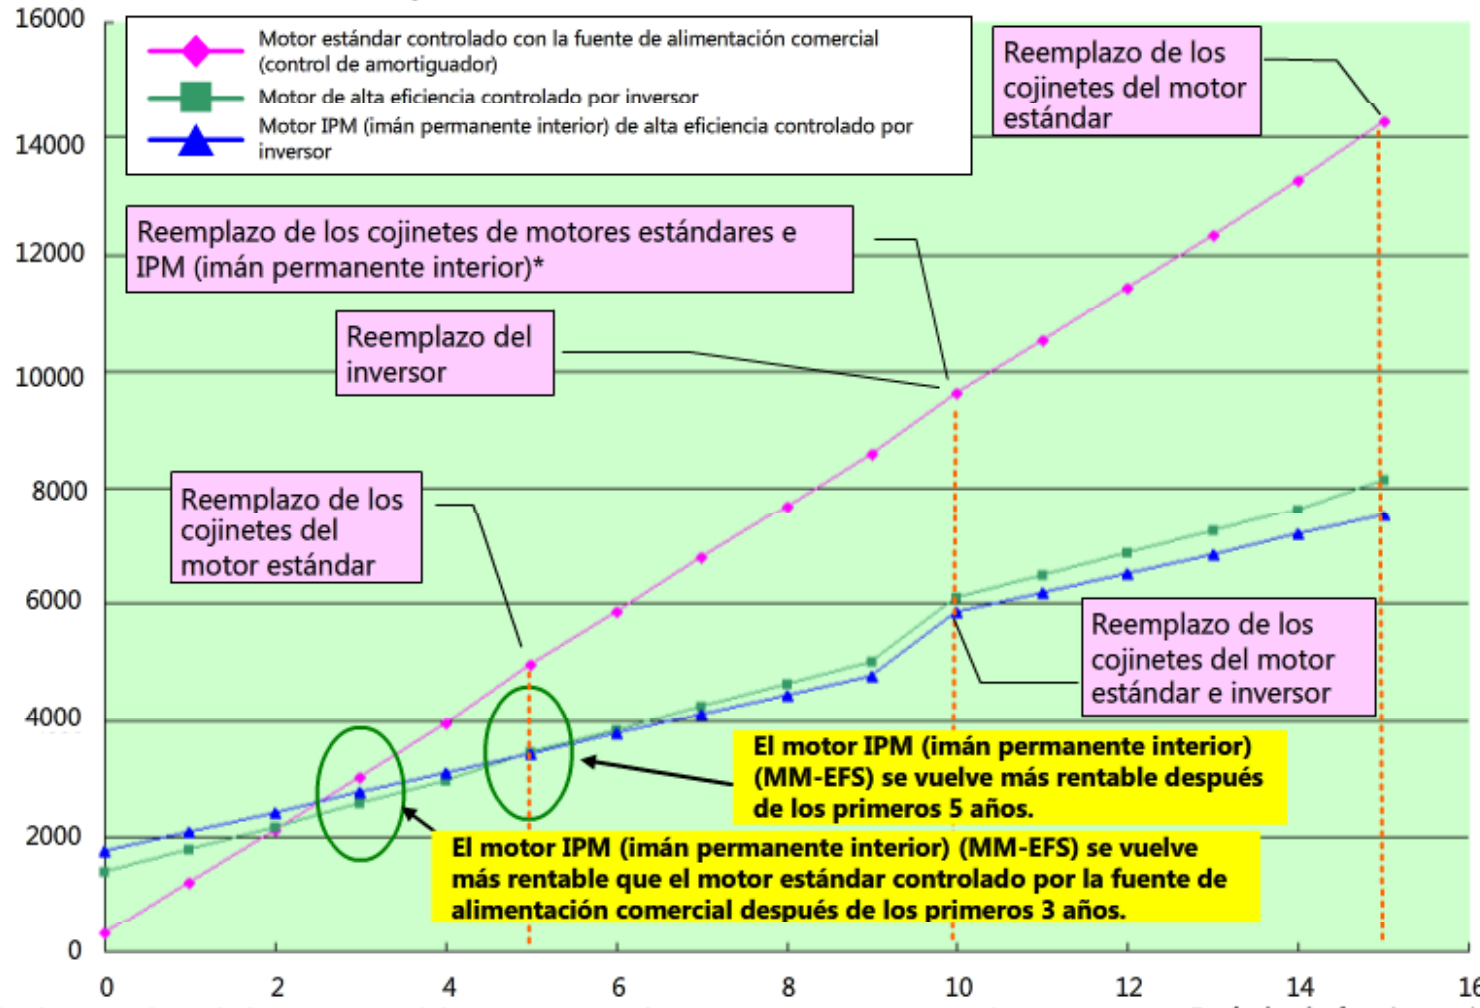 16000
14000
12000
10000
8000
6000
4000
2000
0
Motor estándar controlado con la fuente de alimentación comercial
(control de amortiguador)
Motor de alta eficiencia controlado por inversor
Motor IPM (imán permanente interior) de alta eficiencia controlado por
inversor
Reemplazo de los
cojinetes del motor
estándar
Reemplazo de los cojinetes de motores estándares e
IPM (imán permanente interior)*
Reemplazo del
inversor
Reemplazo de los
cojinetes del
motor estándar
Reemplazo de los
cojinetes del motor
estándar e inversor
El motor IPM (imán permanente interior)
(MM-EFS) se vuelve más rentable después
de los primeros 5 años.
El motor IPM (imán permanente interior) (MM-EFS) se vuelve
más rentable que el motor estándar controlado por la fuente de
alimentación comercial después de los primeros 3 años.
0 2 4 6 8 10 12 14 16